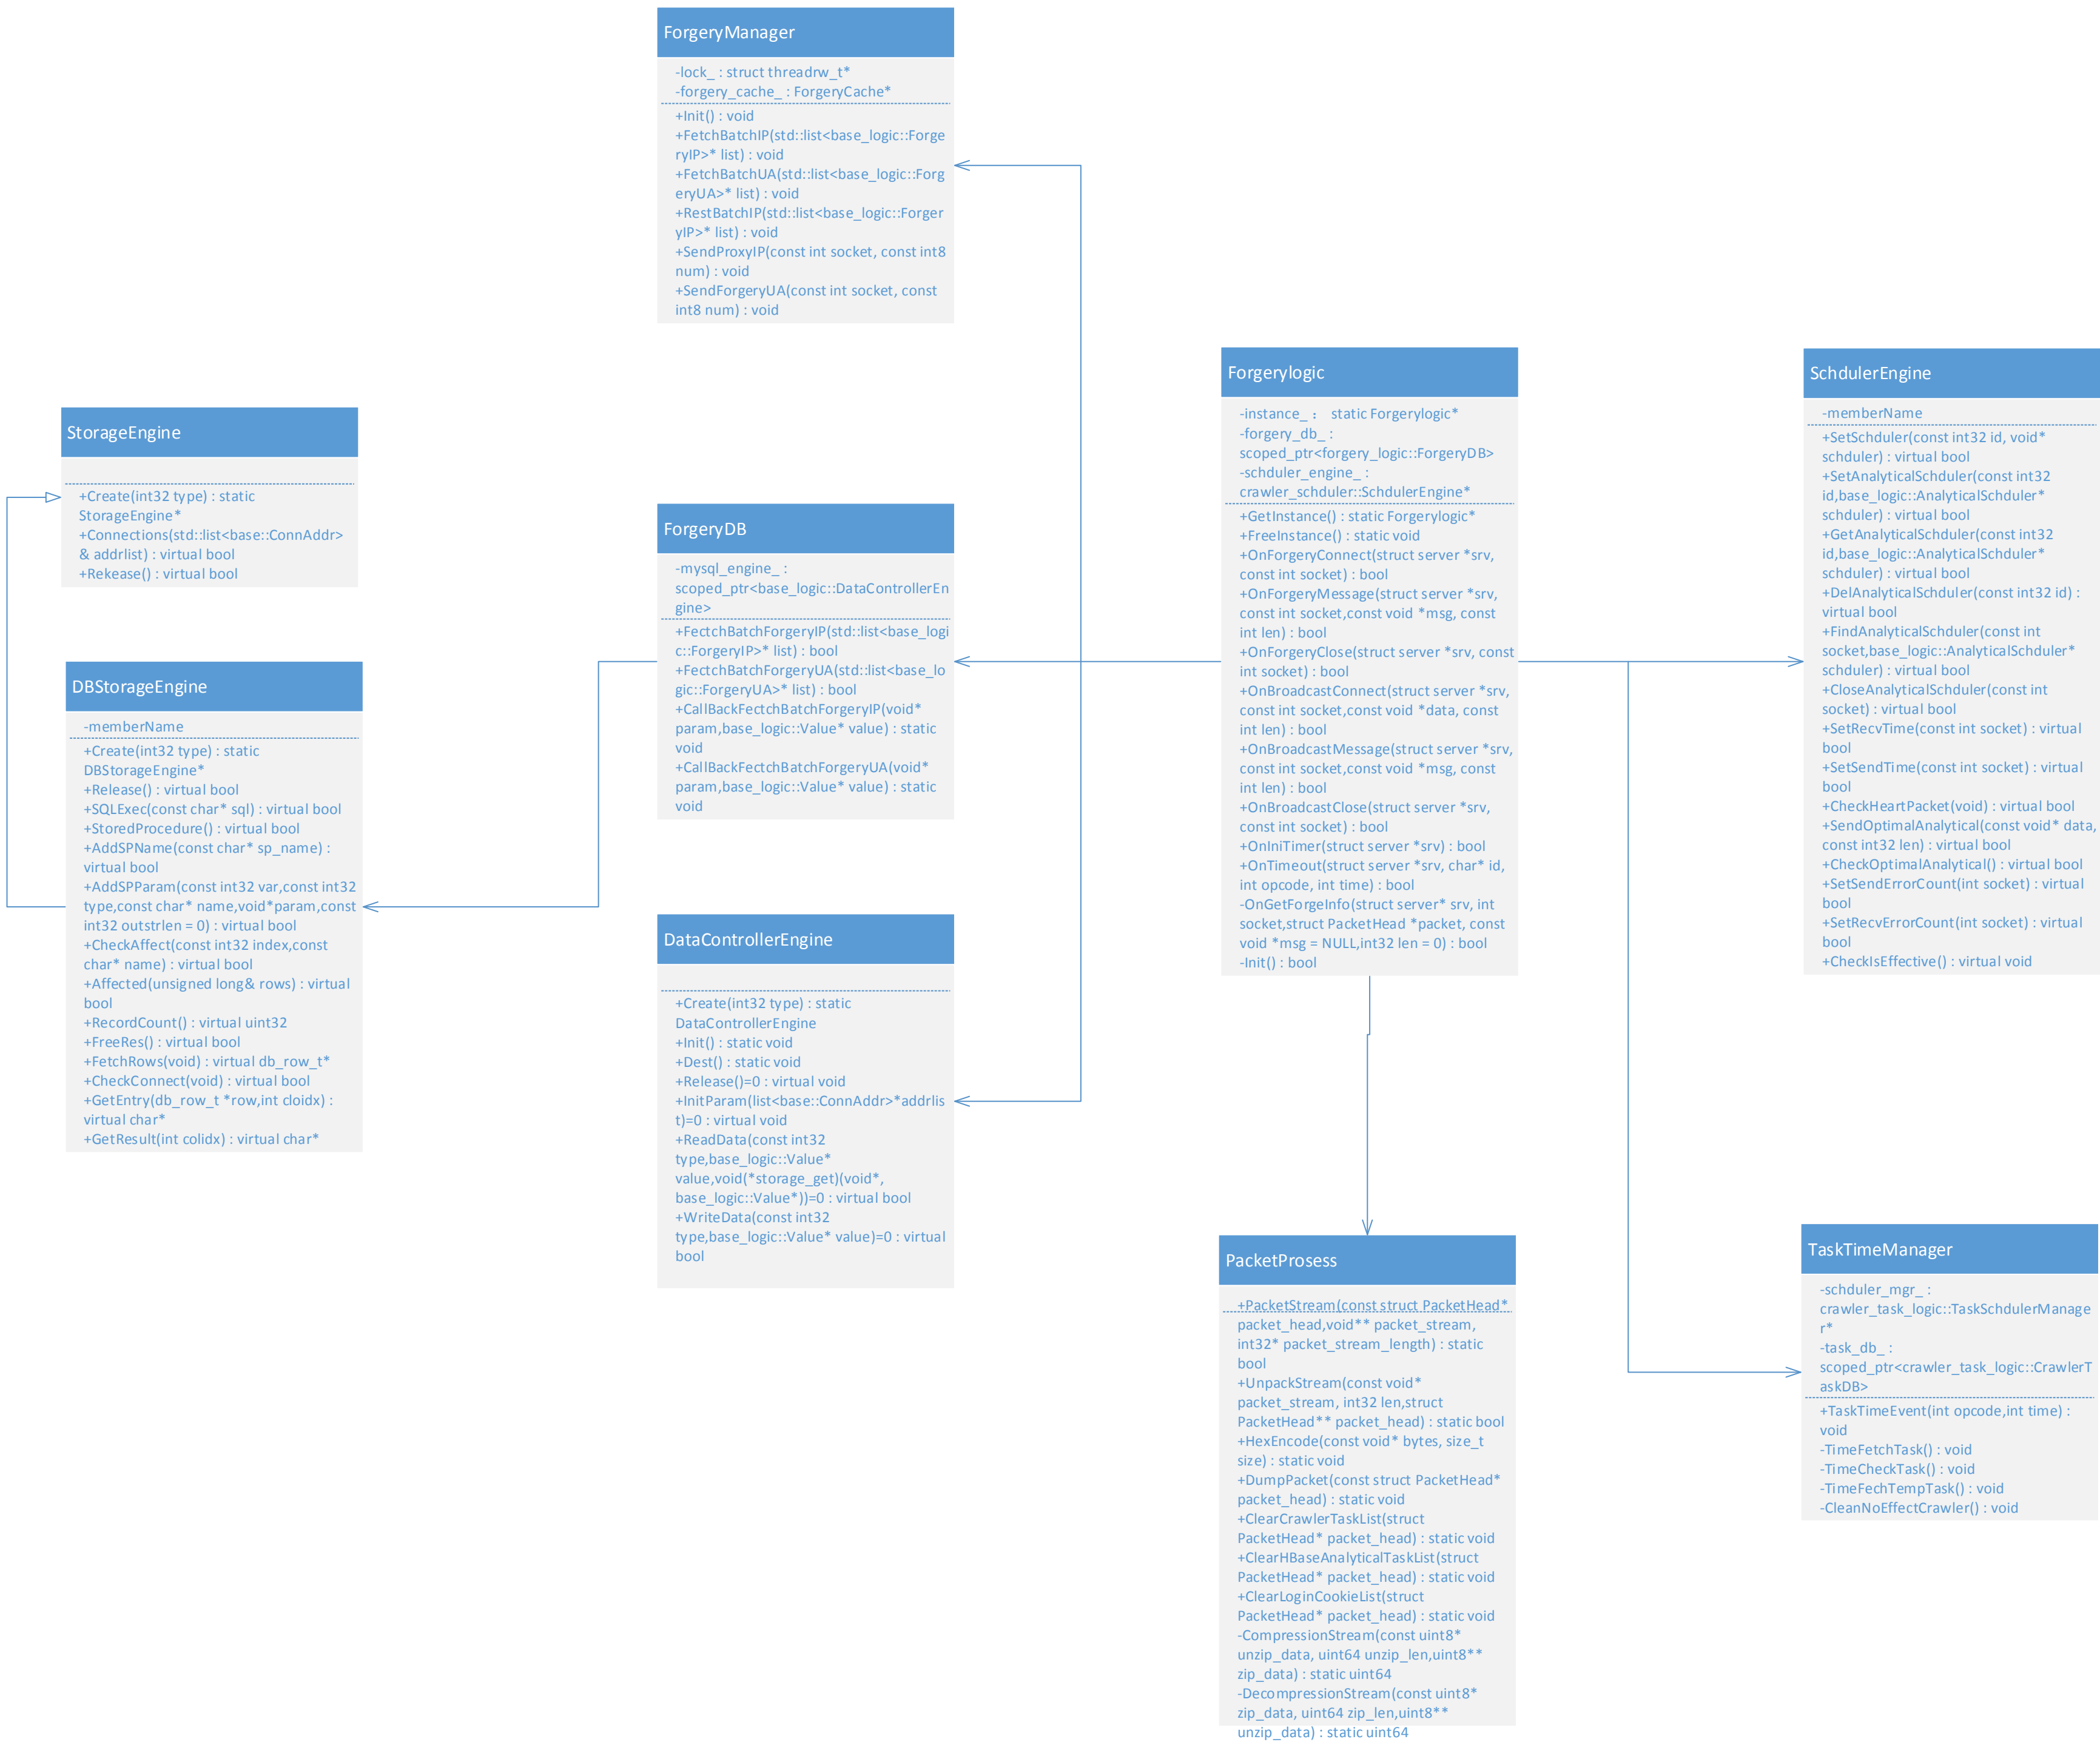 ForgeryManager
-lock_ : struct threadrw_t*
-forgery_cache_ : ForgeryCache*
+Init() : void
+FetchBatchIP(std::list<base_logic::Forge
ryIP>* list) : void
+FetchBatchUA(std::list<base_logic::Forg
eryUA>* list) : void
+RestBatchIP(std::list<base_logic::Forger
yIP>* list) : void
+SendProxyIP(const int socket, const int8
num) : void
+SendForgeryUA(const int socket, const
int8 num) : void
StorageEngine
+Create(int32 type) : static
StorageEngine*
+Connections(std::list<base::ConnAddr>
& addrlist) : virtual bool
+Rekease() : virtual bool
DBStorageEngine
-memberName
+Create(int32 type) : static
DBStorageEngine*
+Release() : virtual bool
+SQLExec(const char* sql) : virtual bool
+StoredProcedure() : virtual bool
+AddSPName(const char* sp_name) :
virtual bool
+AddSPParam(const int32 var,const int32
type,const char* name,void*param,const
int32 outstrlen = 0) : virtual bool
+CheckAffect(const int32 index,const
char* name) : virtual bool
+Affected(unsigned long& rows) : virtual
bool
+RecordCount() : virtual uint32
+FreeRes() : virtual bool
+FetchRows(void) : virtual db_row_t*
+CheckConnect(void) : virtual bool
+GetEntry(db_row_t *row,int cloidx) :
virtual char*
+GetResult(int colidx) : virtual char*
ForgeryDB
-mysql_engine_ :
scoped_ptr<base_logic::DataControllerEn
gine>
+FectchBatchForgeryIP(std::list<base_logi
c::ForgeryIP>* list) : bool
+FectchBatchForgeryUA(std::list<base_lo
gic::ForgeryUA>* list) : bool
+CallBackFectchBatchForgeryIP(void*
param,base_logic::Value* value) : static
void
+CallBackFectchBatchForgeryUA(void*
param,base_logic::Value* value) : static
void
DataControllerEngine
+Create(int32 type) : static
DataControllerEngine
+Init() : static void
+Dest() : static void
+Release()=0 : virtual void
+InitParam(list<base::ConnAddr>*addrlis
t)=0 : virtual void
+ReadData(const int32
type,base_logic::Value*
value,void(*storage_get)(void*,
base_logic::Value*))=0 : virtual bool
+WriteData(const int32
type,base_logic::Value* value)=0 : virtual
bool
Forgerylogic
-instance_ : static Forgerylogic*
-forgery_db_ :
scoped_ptr<forgery_logic::ForgeryDB>
-schduler_engine_ :
crawler_schduler::SchdulerEngine*
+GetInstance() : static Forgerylogic*
+FreeInstance() : static void
+OnForgeryConnect(struct server *srv,
const int socket) : bool
+OnForgeryMessage(struct server *srv,
const int socket,const void *msg, const
int len) : bool
+OnForgeryClose(struct server *srv, const
int socket) : bool
+OnBroadcastConnect(struct server *srv,
const int socket,const void *data, const
int len) : bool
+OnBroadcastMessage(struct server *srv,
const int socket,const void *msg, const
int len) : bool
+OnBroadcastClose(struct server *srv,
const int socket) : bool
+OnIniTimer(struct server *srv) : bool
+OnTimeout(struct server *srv, char* id,
int opcode, int time) : bool
-OnGetForgeInfo(struct server* srv, int
socket,struct PacketHead *packet, const
void *msg = NULL,int32 len = 0) : bool
-Init() : bool
PacketProsess
+PacketStream(const struct PacketHead*
packet_head,void** packet_stream,
int32* packet_stream_length) : static
bool
+UnpackStream(const void*
packet_stream, int32 len,struct
PacketHead** packet_head) : static bool
+HexEncode(const void* bytes, size_t
size) : static void
+DumpPacket(const struct PacketHead*
packet_head) : static void
+ClearCrawlerTaskList(struct
PacketHead* packet_head) : static void
+ClearHBaseAnalyticalTaskList(struct
PacketHead* packet_head) : static void
+ClearLoginCookieList(struct
PacketHead* packet_head) : static void
-CompressionStream(const uint8*
unzip_data, uint64 unzip_len,uint8**
zip_data) : static uint64
-DecompressionStream(const uint8*
zip_data, uint64 zip_len,uint8**
unzip_data) : static uint64
SchdulerEngine
-memberName
+SetSchduler(const int32 id, void*
schduler) : virtual bool
+SetAnalyticalSchduler(const int32
id,base_logic::AnalyticalSchduler*
schduler) : virtual bool
+GetAnalyticalSchduler(const int32
id,base_logic::AnalyticalSchduler*
schduler) : virtual bool
+DelAnalyticalSchduler(const int32 id) :
virtual bool
+FindAnalyticalSchduler(const int
socket,base_logic::AnalyticalSchduler*
schduler) : virtual bool
+CloseAnalyticalSchduler(const int
socket) : virtual bool
+SetRecvTime(const int socket) : virtual
bool
+SetSendTime(const int socket) : virtual
bool
+CheckHeartPacket(void) : virtual bool
+SendOptimalAnalytical(const void* data,
const int32 len) : virtual bool
+CheckOptimalAnalytical() : virtual bool
+SetSendErrorCount(int socket) : virtual
bool
+SetRecvErrorCount(int socket) : virtual
bool
+CheckIsEffective() : virtual void
TaskTimeManager
-schduler_mgr_ :
crawler_task_logic::TaskSchdulerManage
r*
-task_db_ :
scoped_ptr<crawler_task_logic::CrawlerT
askDB>
+TaskTimeEvent(int opcode,int time) :
void
-TimeFetchTask() : void
-TimeCheckTask() : void
-TimeFechTempTask() : void
-CleanNoEffectCrawler() : void